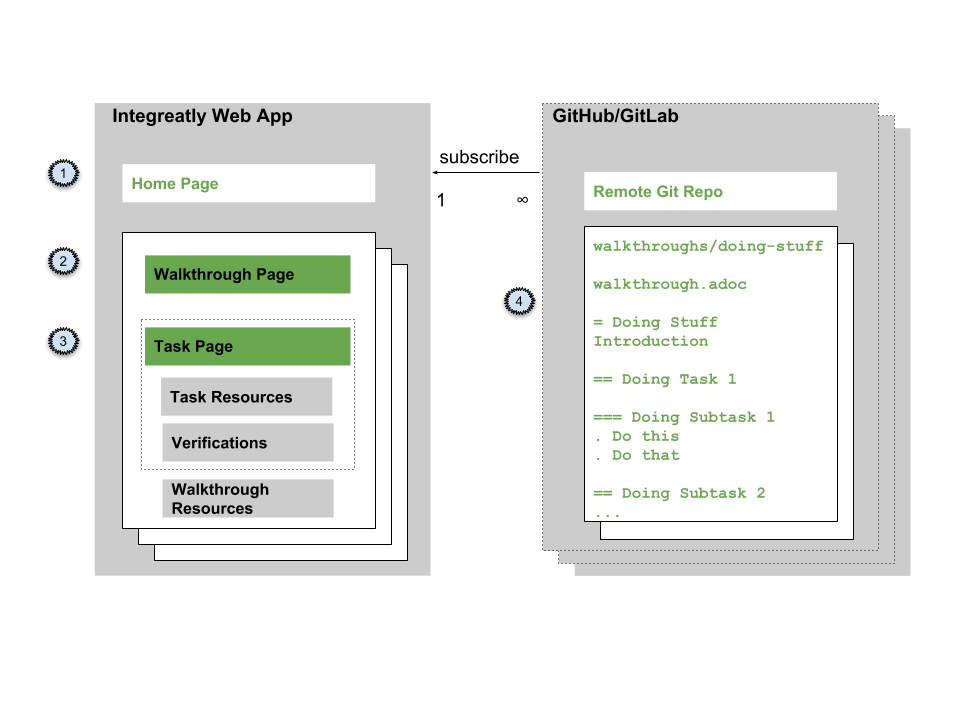 Integreatly Web App
1
Home Page
2
Walkthrough Page
3
Task Page
Task Resources
Verifications
Walkthrough
Resources
subscribe
1 ∞
GitHub/GitLab
Remote Git Repo
4
walkthroughs/doing-stuff
walkthrough.adoc
= Doing Stuff
Introduction
== Doing Task 1
=== Doing Subtask 1
. Do this
. Do that
== Doing Subtask 2
...